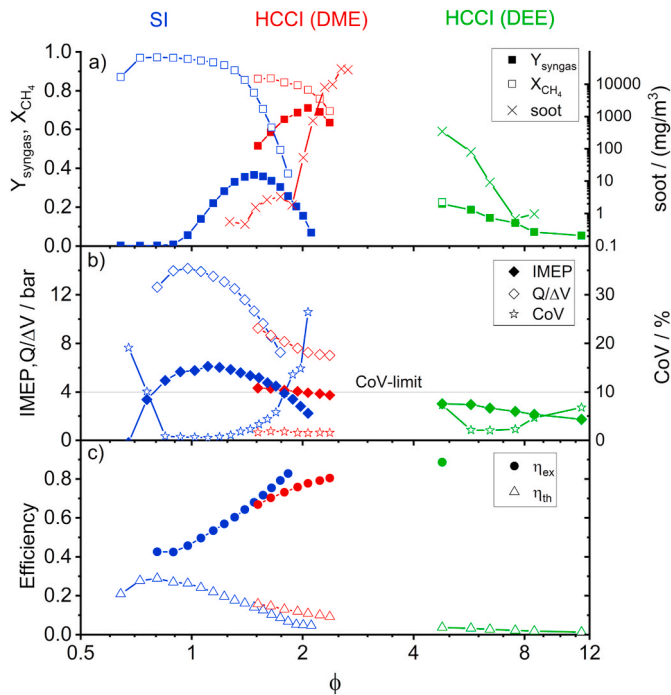 SI HCCI (DME) HCCI (DEE)
a)
Y_syngas, X_CH4
1.0
0.8
0.6
0.4
0.2
0.0
Y_syngas
X_CH4
soot
10000
1000
100
10
1
0.1
soot / (mg/m³)
b)
IMEP,Q/ΔV / bar
12
8
4
0
IMEP
Q/ΔV
CoV
CoV-limit
40
30
20
10
0
CoV / %
c)
Efficiency
0.8
0.6
0.4
0.2
0.0
η_ex
η_th
0.5 1 2 4 8 12
ϕ